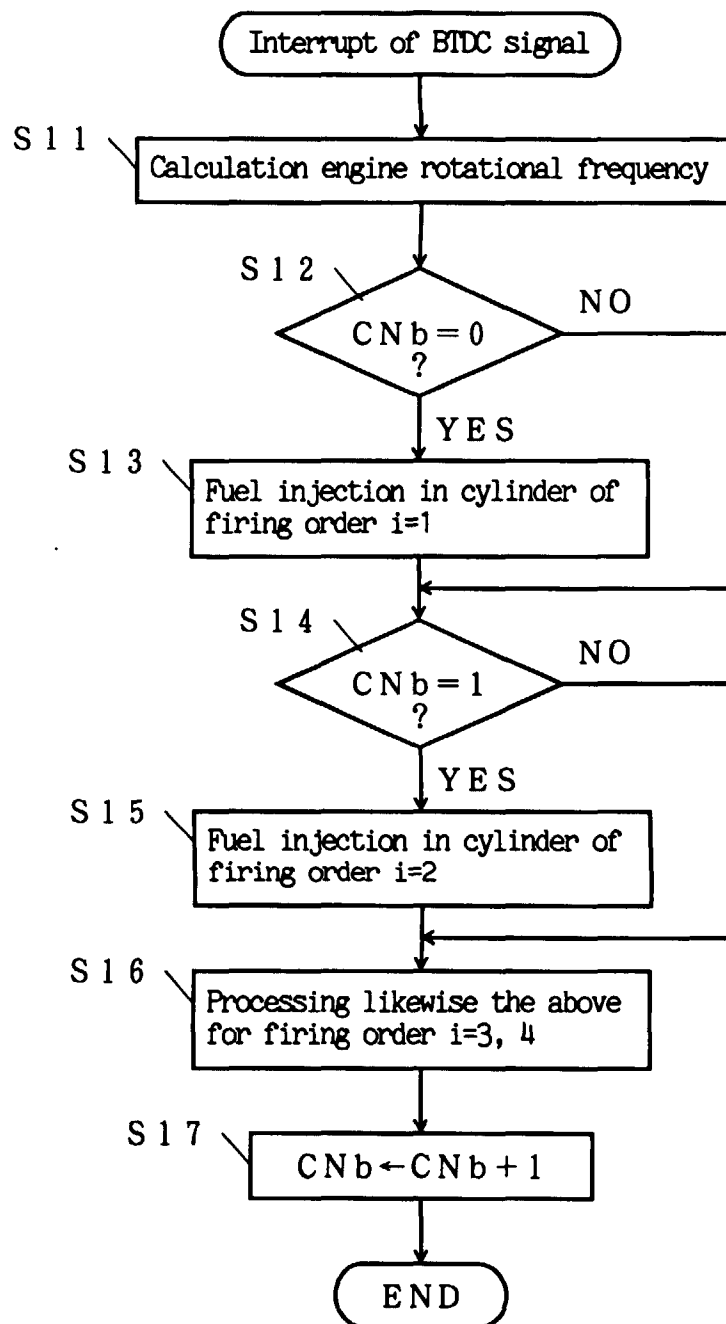 Interrupt of BTDC signal
S11
Calculation engine rotational frequency
S12
NO
CNb=0
?
YES
S13
Fuel injection in cylinder of
firing order i=1
S14
NO
CNb=1
?
YES
S15
Fuel injection in cylinder of
firing order i=2
S16
Processing likewise the above
for firing order i=3, 4
S17
CNb←CNb+1
END